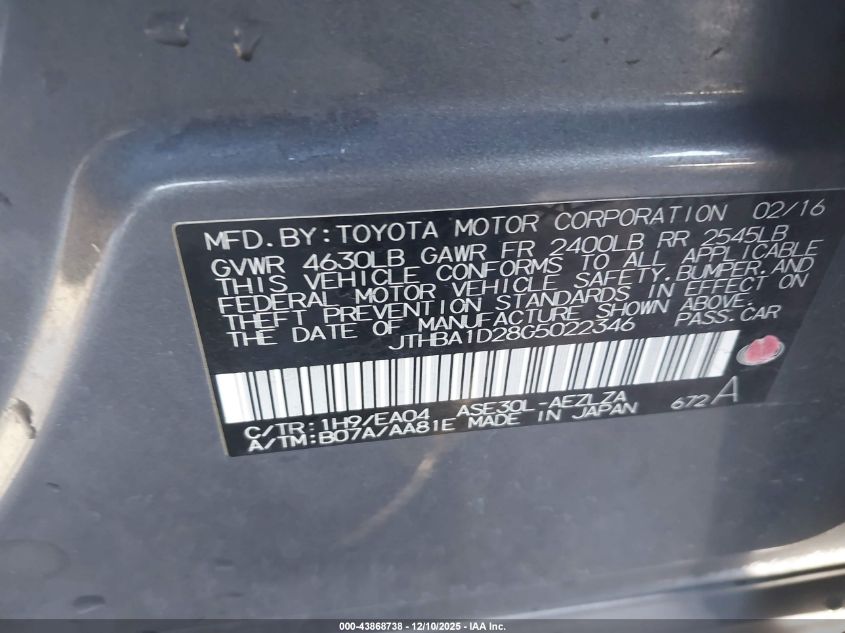 MFD.BY:TOYOTA MOTOR CORPORATION 02/16
GVWR 4630LB GAWR FR 2400LB RR 2545LB
THIS VEHICLE CONFORMS TO ALL APPLICABLE
FEDERAL MOTOR VEHICLE SAFETY.BUMPER.AND
THEFT PREVENTION STANDARDS IN EFFECT ON
THE DATE OF MANUFACTURE SHOWN ABOVE.
JTHBA1D28G5022346 PASS.CAR
C/TR:1H9/EA04 ASE30L-AEZLZA 672 A
A/TM:B07A/AA81E MADE IN JAPAN
000-43868738 - 12/10/2025 - IAA Inc.